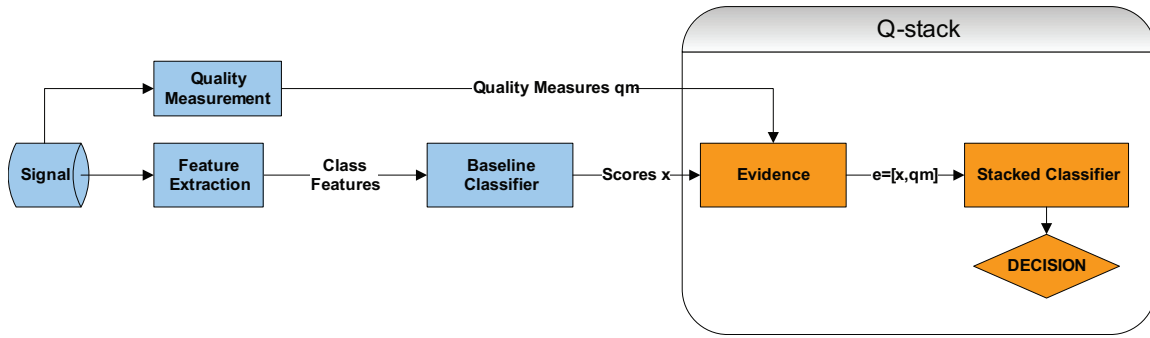 Q-stack
Quality
Measurement
Quality Measures qm
Signal
Feature
Extraction
Class
Features
Baseline
Classifier
Scores x
Evidence
e=[x,qm]
Stacked Classifier
DECISION